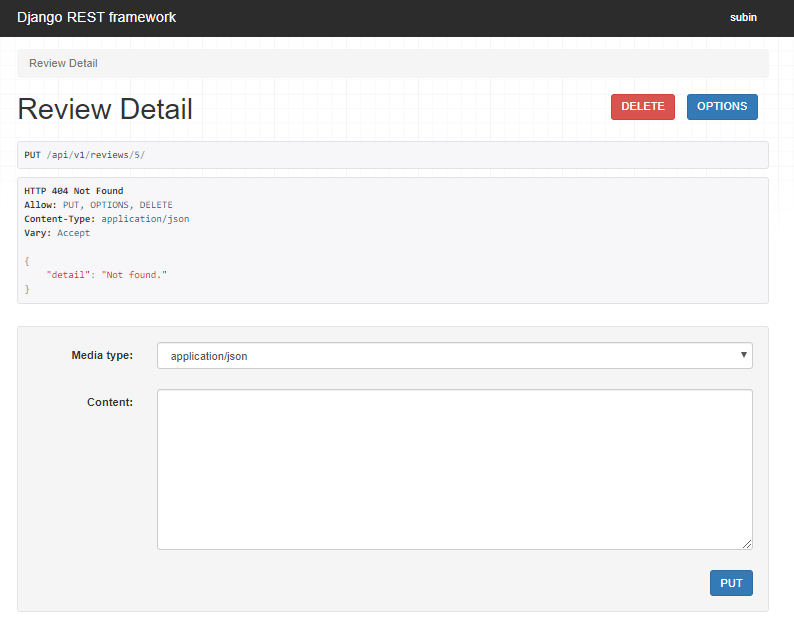 Django REST framework
subin
Review Detail
Review Detail
DELETE
OPTIONS
PUT /api/v1/reviews/5/
HTTP 404 Not Found
Allow: PUT, OPTIONS, DELETE
Content-Type: application/json
Vary: Accept
{
    "detail": "Not found."
}
Media type:
application/json
Content:
PUT